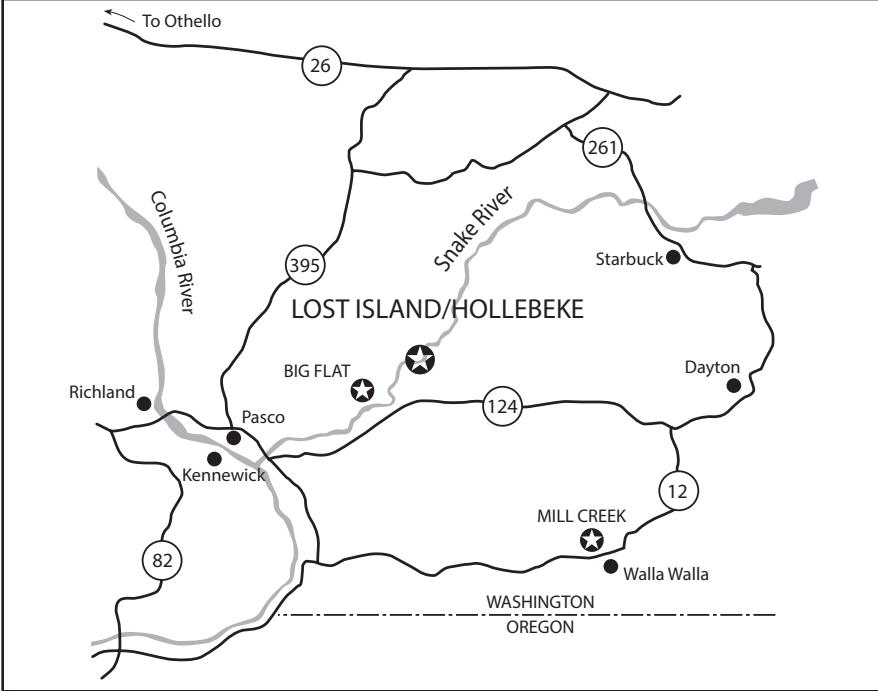 To Othello
26
261
Columbia River
Snake River
395
Starbuck
LOST ISLAND/HOLLEBEKE
BIG FLAT
Dayton
Richland
124
Pasco
Kennewick
12
MILL CREEK
82
Walla Walla
WASHINGTON
OREGON